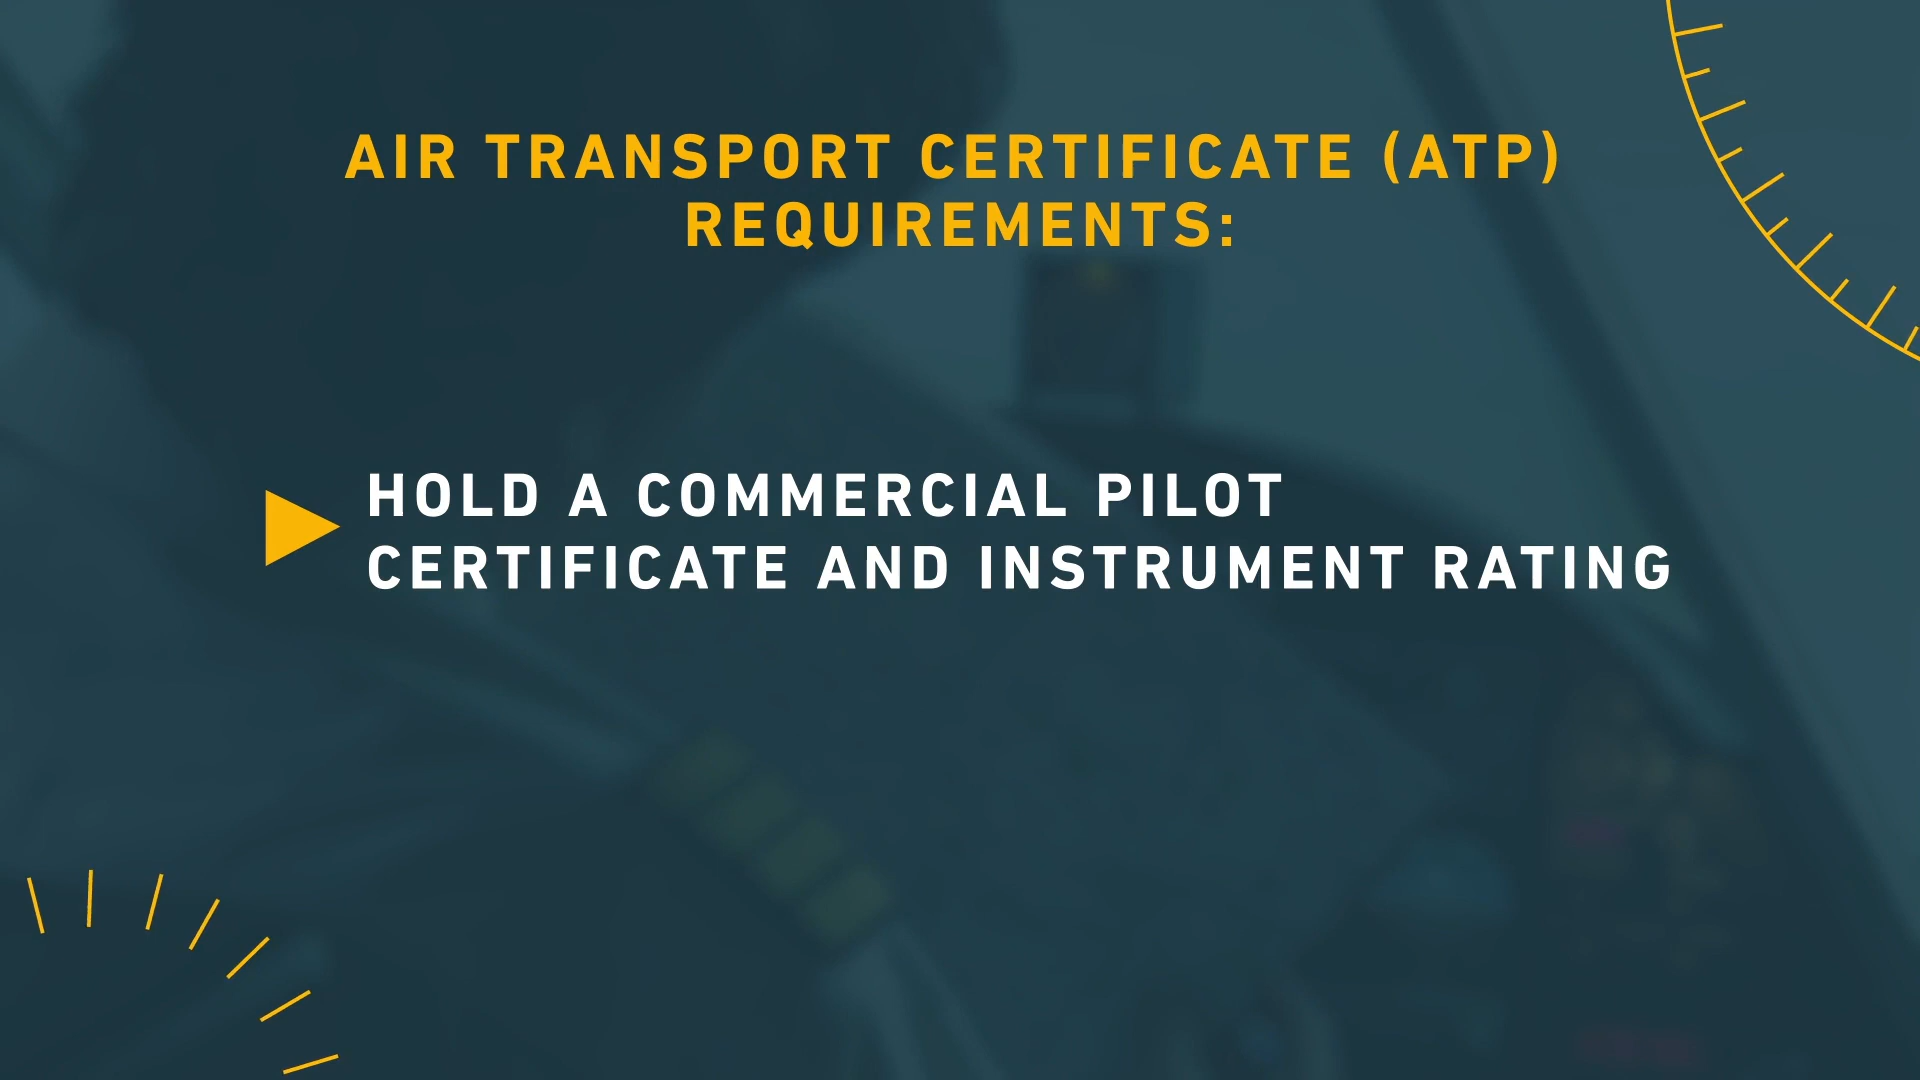 AIR TRANSPORT CERTIFICATE (ATP)
REQUIREMENTS:
HOLD A COMMERCIAL PILOT
CERTIFICATE AND INSTRUMENT RATING